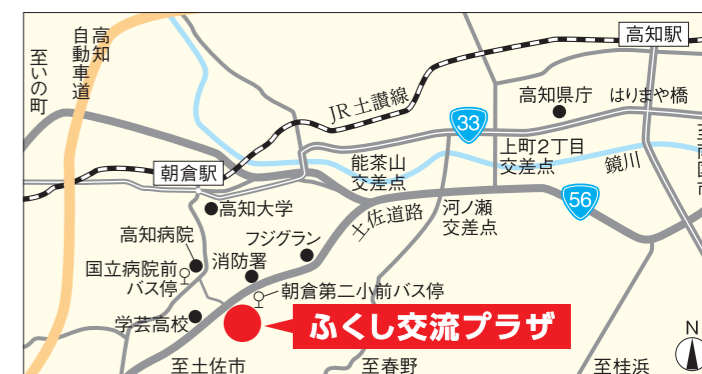 高知
自動車道
至いの町
高知駅
JR土讃線
33
高知県庁
はりまや橋
至南国市
能茶山
交差点
上町2丁目
交差点
鏡川
朝倉駅
高知大学
土佐道路
河ノ瀬
交差点
56
高知病院
フジグラン
国立病院前
バス停
消防署
朝倉第二小前バス停
学芸高校
ふくし交流プラザ
至土佐市
至春野
至桂浜
N